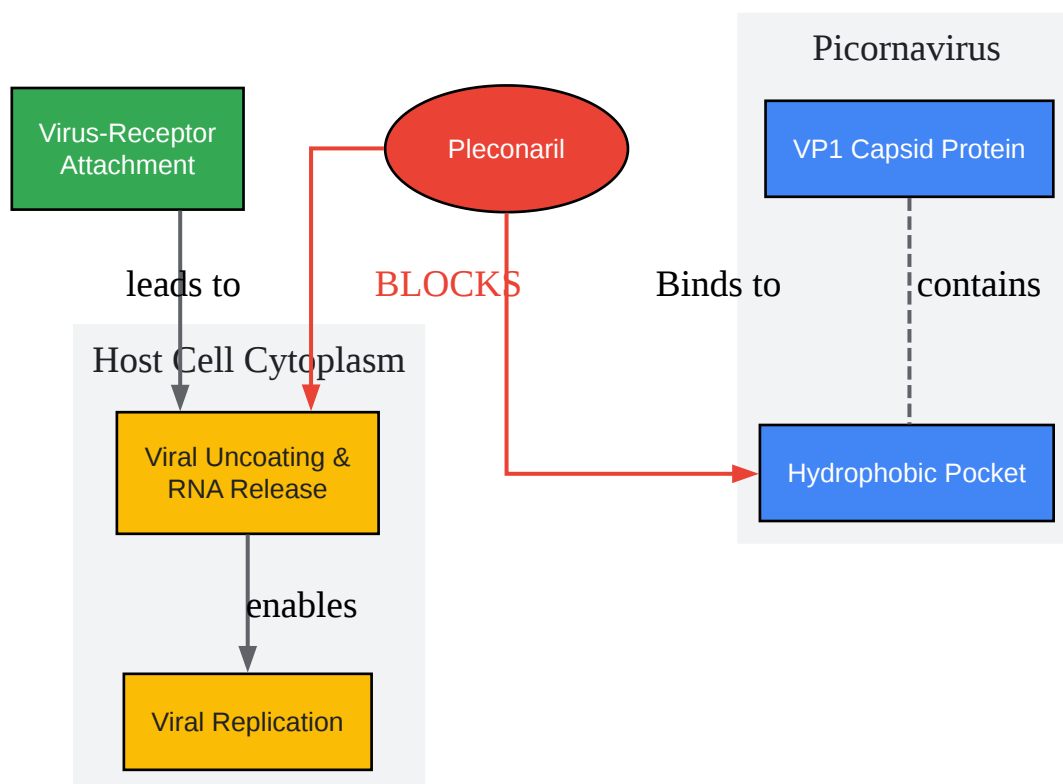 Picornavirus
Virus-Receptor
Attachment
Pleconaril
VP1 Capsid Protein
leads to
BLOCKS
Binds to
contains
Host Cell Cytoplasm
Viral Uncoating &
RNA Release
Hydrophobic Pocket
enables
Viral Replication